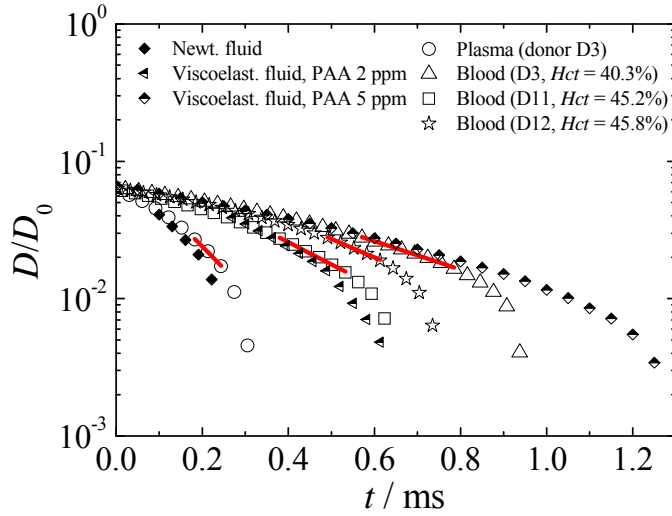 10⁰
Newt. fluid
Viscoelast. fluid, PAA 2 ppm
Viscoelast. fluid, PAA 5 ppm
Plasma (donor D3)
Blood (D3, Hct = 40.3%)
Blood (D11, Hct = 45.2%)
Blood (D12, Hct = 45.8%)
10⁻¹
D/D₀
10⁻²
10⁻³
0.0 0.2 0.4 0.6 0.8 1.0 1.2
t / ms